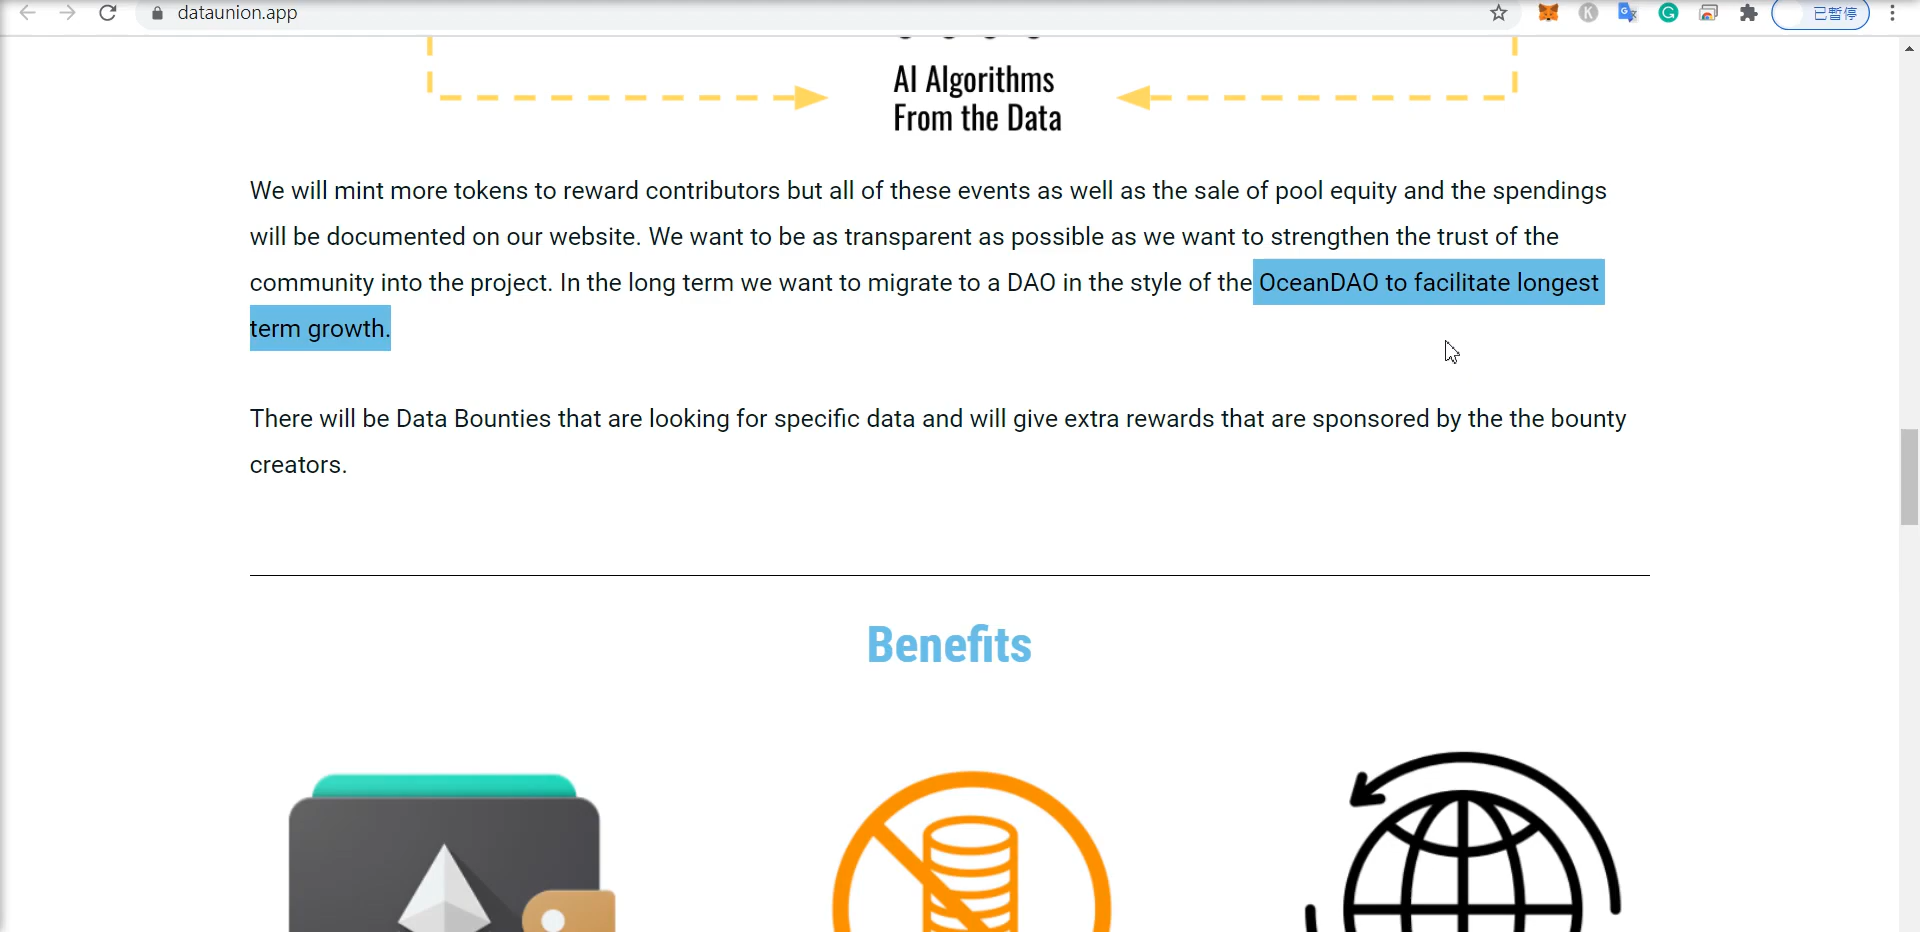 dataunion.app
已暫停
AI Algorithms
From the Data
We will mint more tokens to reward contributors but all of these events as well as the sale of pool equity and the spendings
will be documented on our website. We want to be as transparent as possible as we want to strengthen the trust of the
community into the project. In the long term we want to migrate to a DAO in the style of the OceanDAO to facilitate longest
term growth.
There will be Data Bounties that are looking for specific data and will give extra rewards that are sponsored by the the bounty
creators.
Benefits